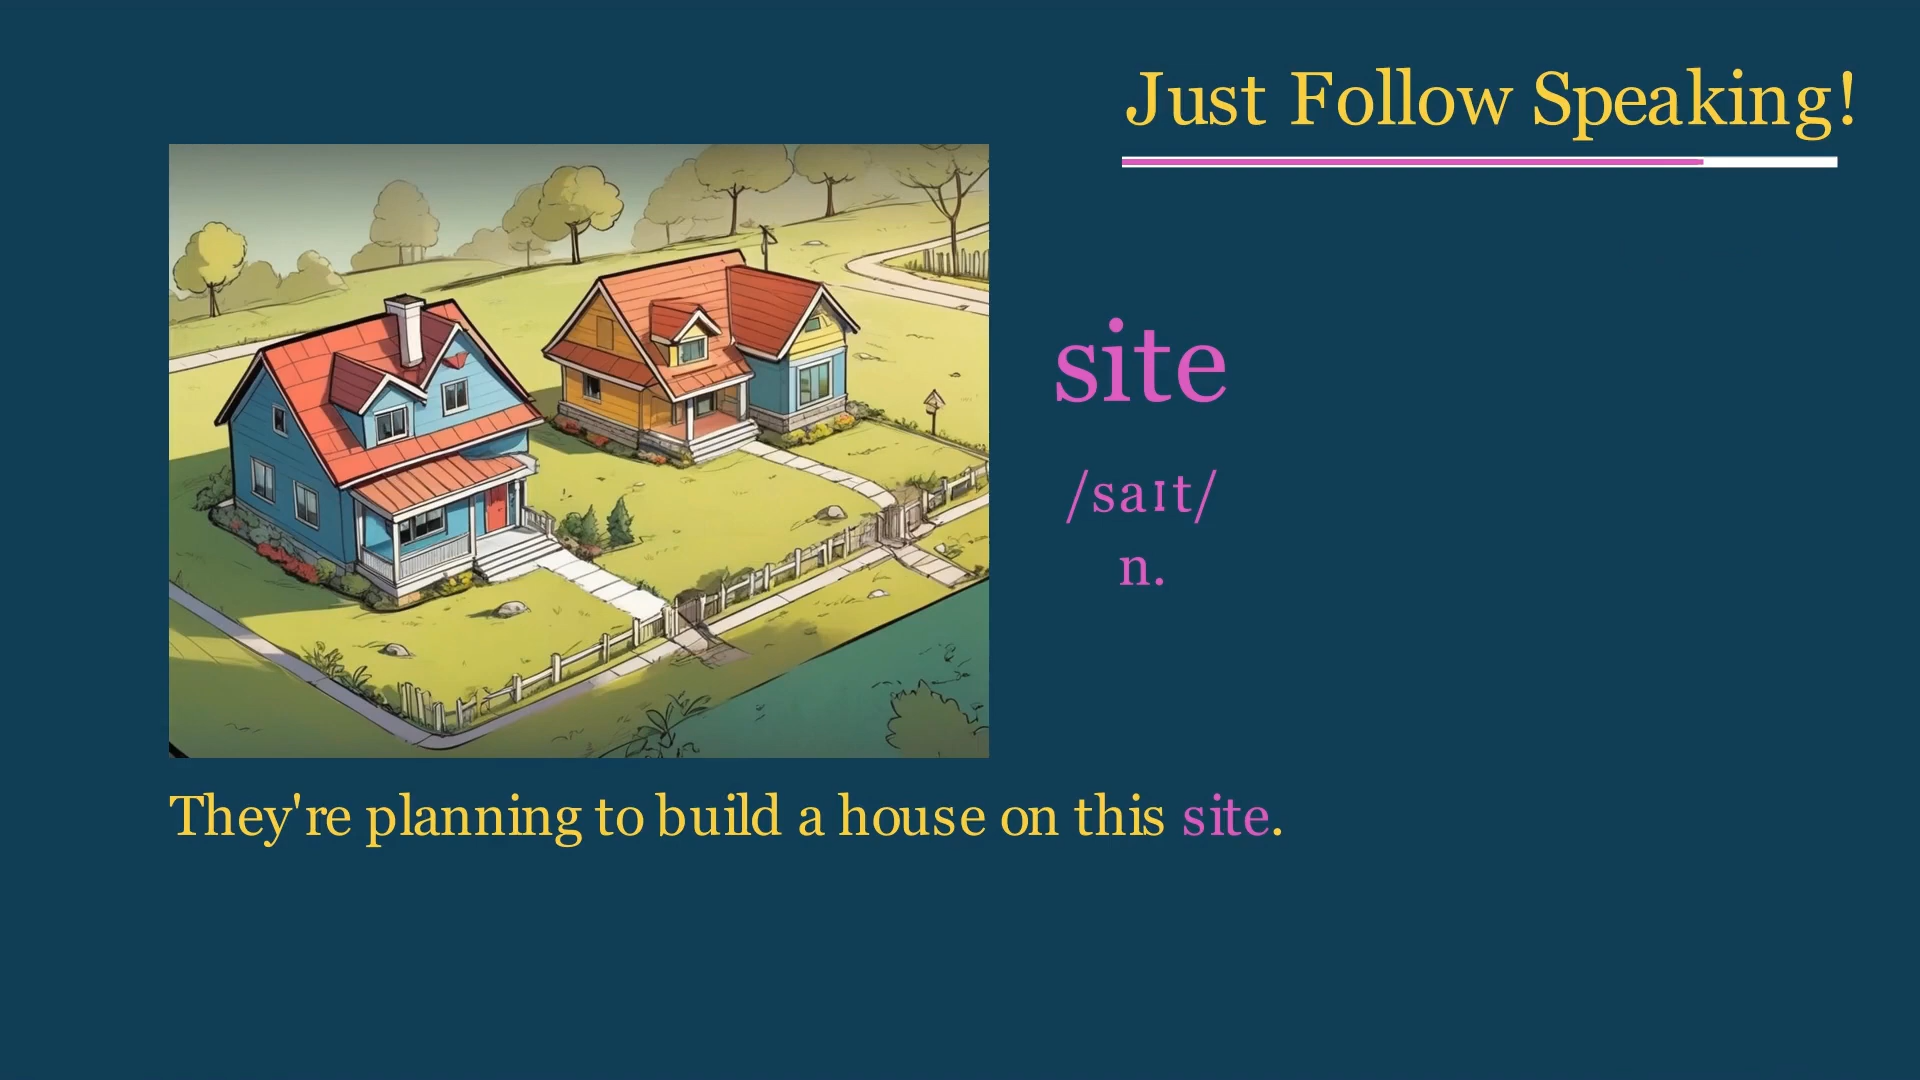 Just Follow Speaking!
site
/saɪt/
n.
They're planning to build a house on this site.